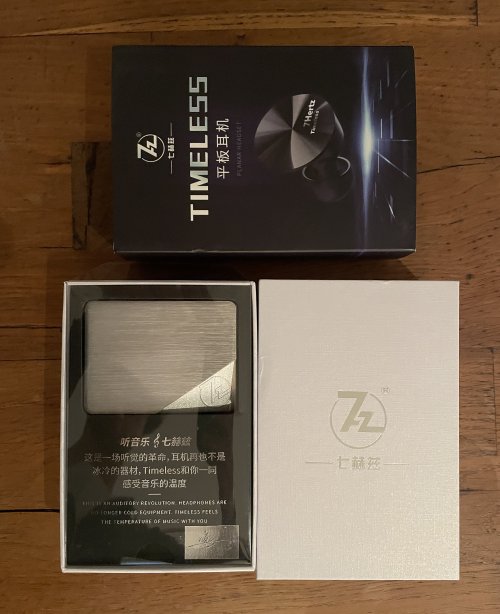 7Hz®
七赫兹
TIMELESS
平板耳机
PLANAR HEADSET
7Hertz
Timeless
7Hz
听音乐 七赫兹
这是一场听觉的革命，耳机再也不是
冰冷的器材，Timeless和你一同
感受音乐的温度
THIS IS AN AUDITORY REVOLUTION. HEADPHONES ARE
NO LONGER COLD EQUIPMENT. TIMELESS FEELS
THE TEMPERATURE OF MUSIC WITH YOU
7Hz®
七赫兹